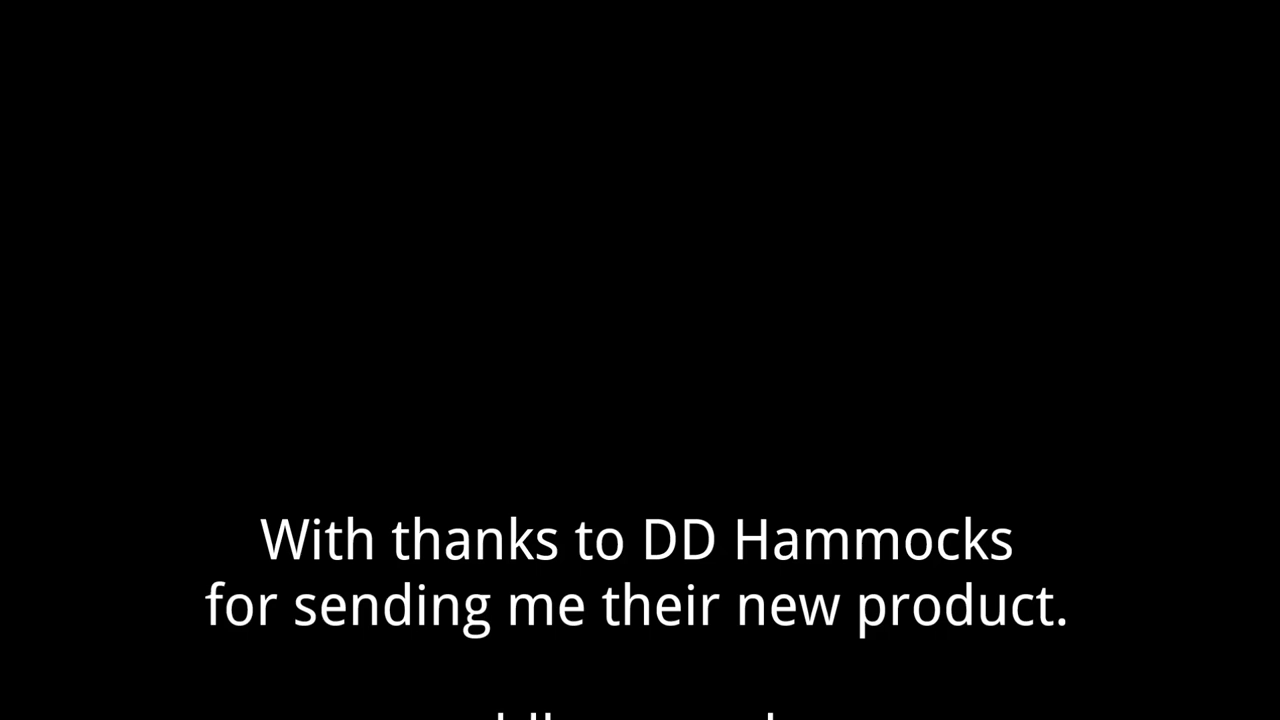 With thanks to DD Hammocks
for sending me their new product.